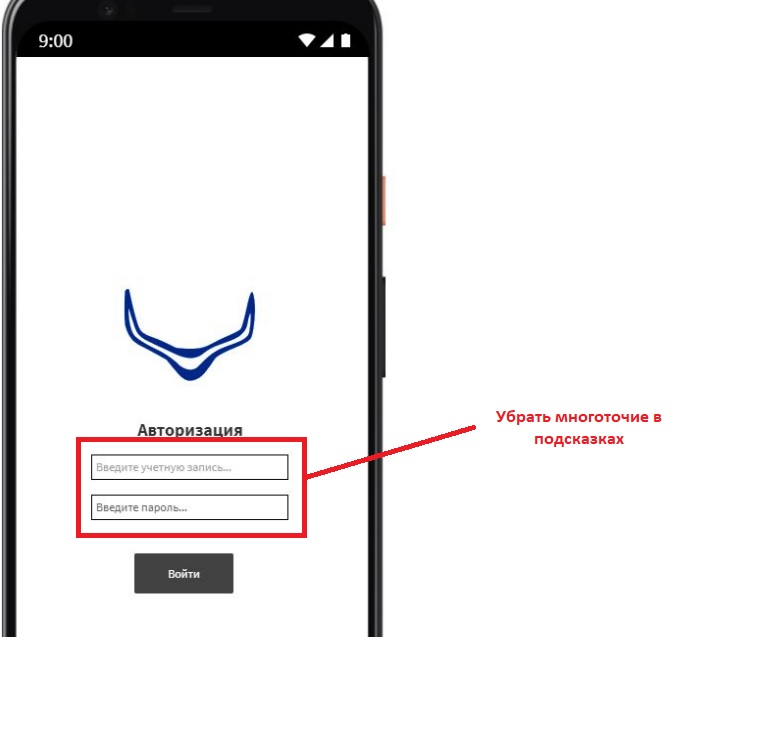 9:00
Убрать многоточие в
подсказках
Авторизация
Введите учетную запись...
Введите пароль...
Войти